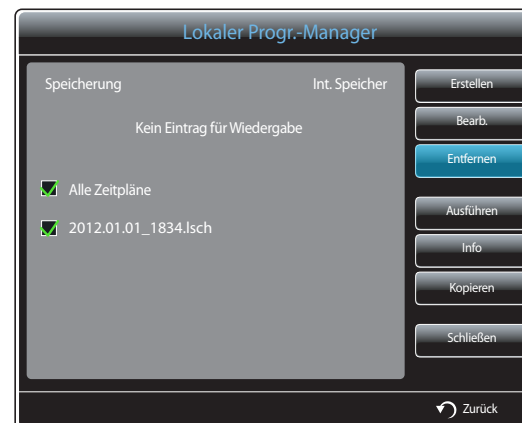 Lokaler Progr.-Manager
Speicherung Int. Speicher
Kein Eintrag für Wiedergabe
Alle Zeitpläne
2012.01.01_1834.lsch
Erstellen
Bearb.
Entfernen
Ausführen
Info
Kopieren
Schließen
Zurück